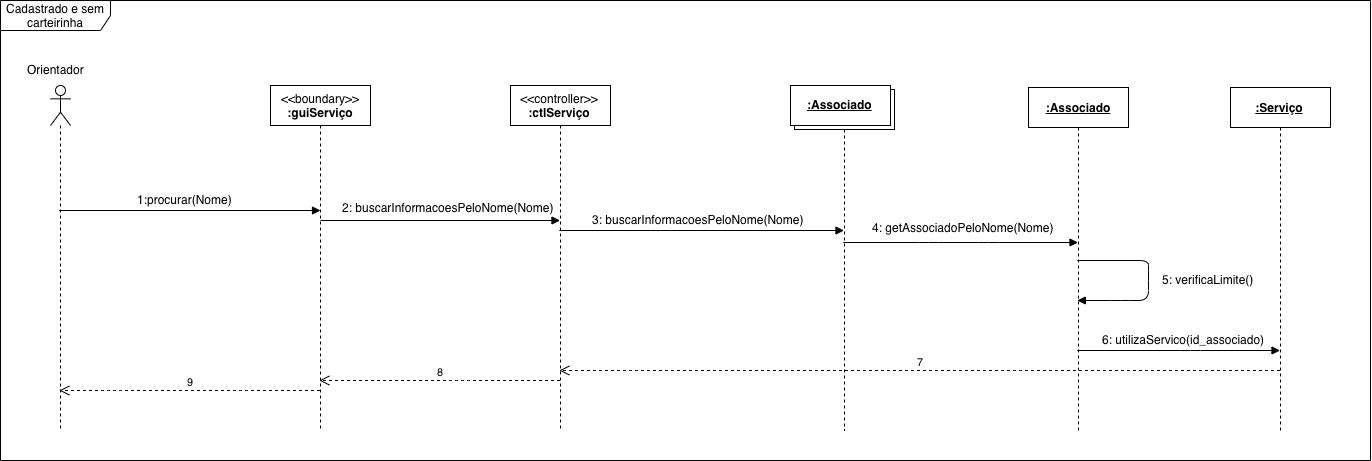 Cadastrado e sem
carteirinha
Orientador
<<boundary>>
:guiServiço
<<controller>>
:ctlServiço
:Associado
:Associado
:Serviço
1:procurar(Nome)
2: buscarInformacoesPeloNome(Nome)
3: buscarInformacoesPeloNome(Nome)
4: getAssociadoPeloNome(Nome)
5: verificaLimite()
6: utilizaServico(id_associado)
7
8
9